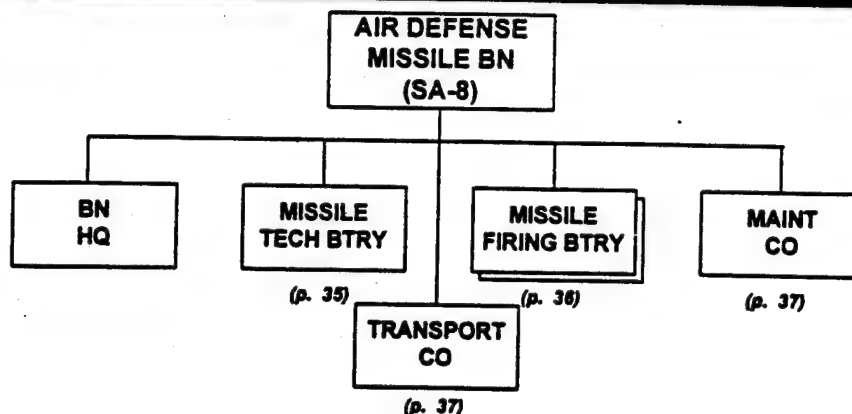 AIR DEFENSE
MISSILE BN
(SA-8)
BN
HQ
MISSILE
TECH BTRY
(p. 35)
MISSILE
FIRING BTRY
(p. 36)
MAINT
CO
(p. 37)
TRANSPORT
CO
(p. 37)